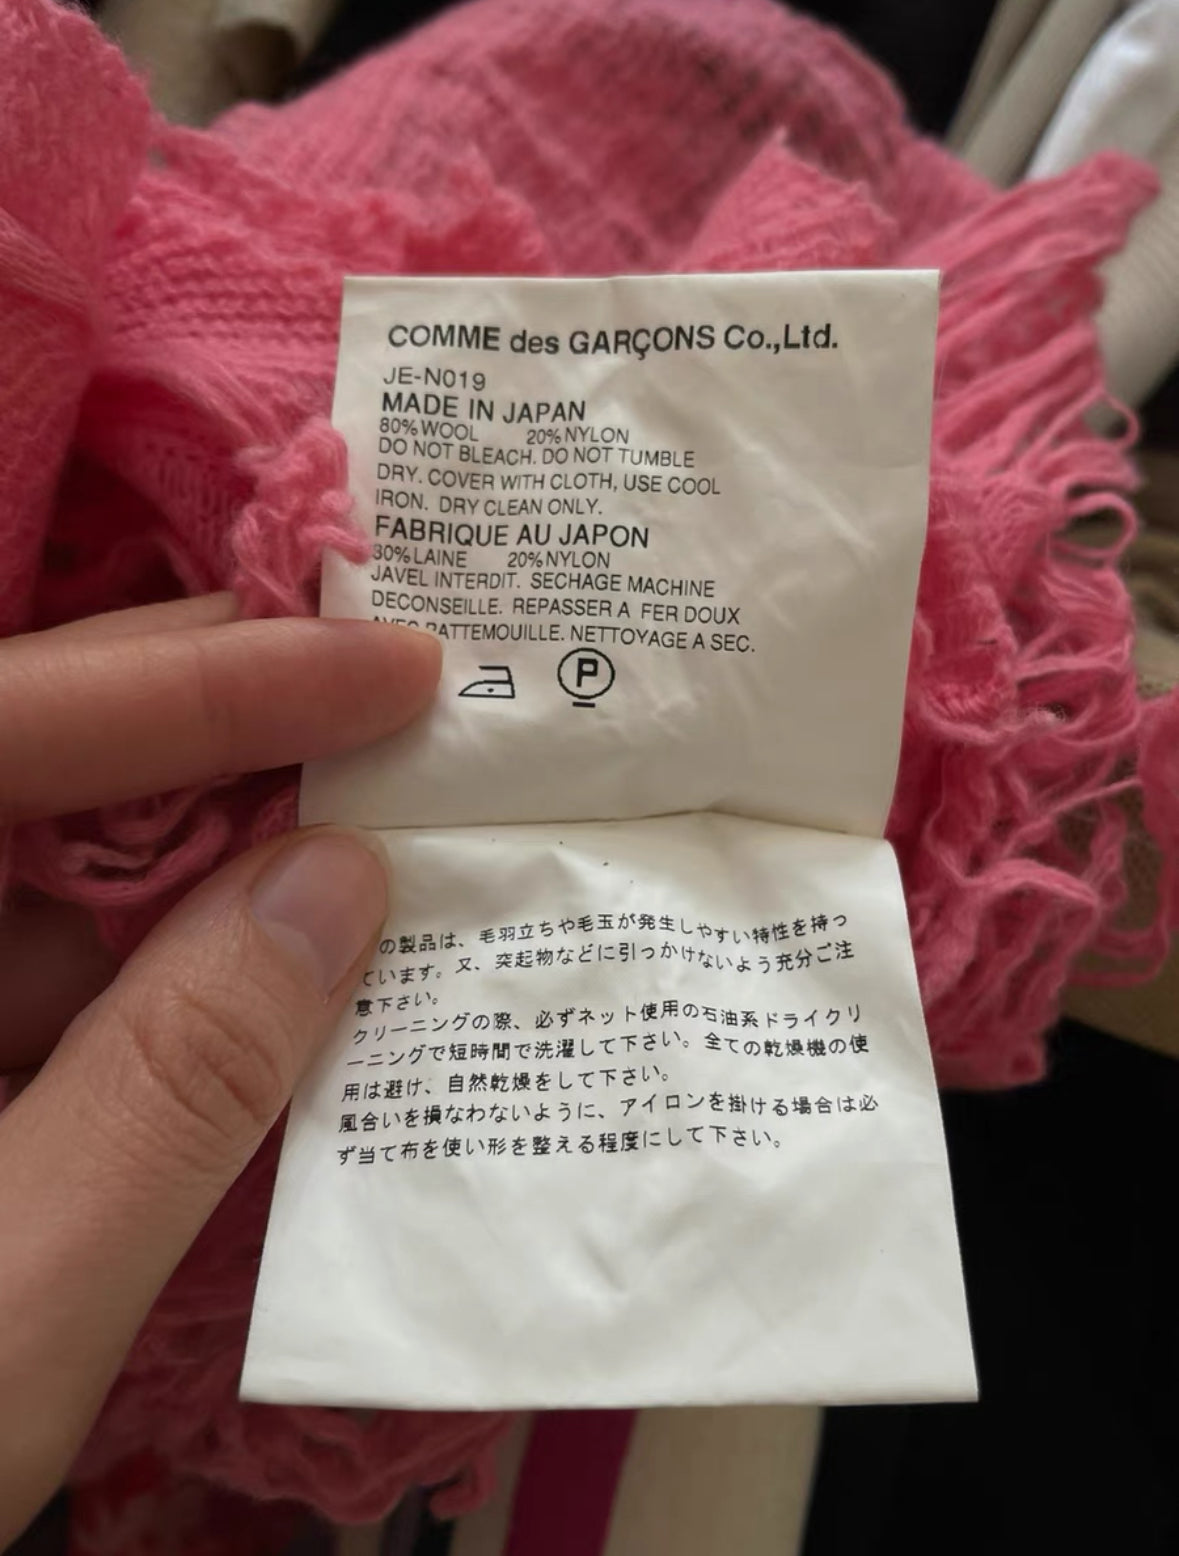 COMME des GARÇONS Co.,Ltd.
JE-N019
MADE IN JAPAN
80% WOOL 20% NYLON
DO NOT BLEACH. DO NOT TUMBLE
DRY. COVER WITH CLOTH, USE COOL
IRON. DRY CLEAN ONLY.
FABRIQUE AU JAPON
80% LAINE 20% NYLON
JAVEL INTERDIT. SECHAGE MACHINE
DECONSEILLE. REPASSER A FER DOUX
AVEC PATTEMOUILLE. NETTOYAGE A SEC.
P
の製品は、毛羽立ちや毛玉が発生しやすい特性を持っ
ています。又、突起物などに引っかけないよう充分ご注
意下さい。
クリーニングの際、必ずネット使用の石油系ドライクリ
ーニングで短時間で洗濯して下さい。全ての乾燥機の使
用は避け、自然乾燥をして下さい。
風合いを損なわないように、アイロンを掛ける場合は必
ず当て布を使い形を整える程度にして下さい。